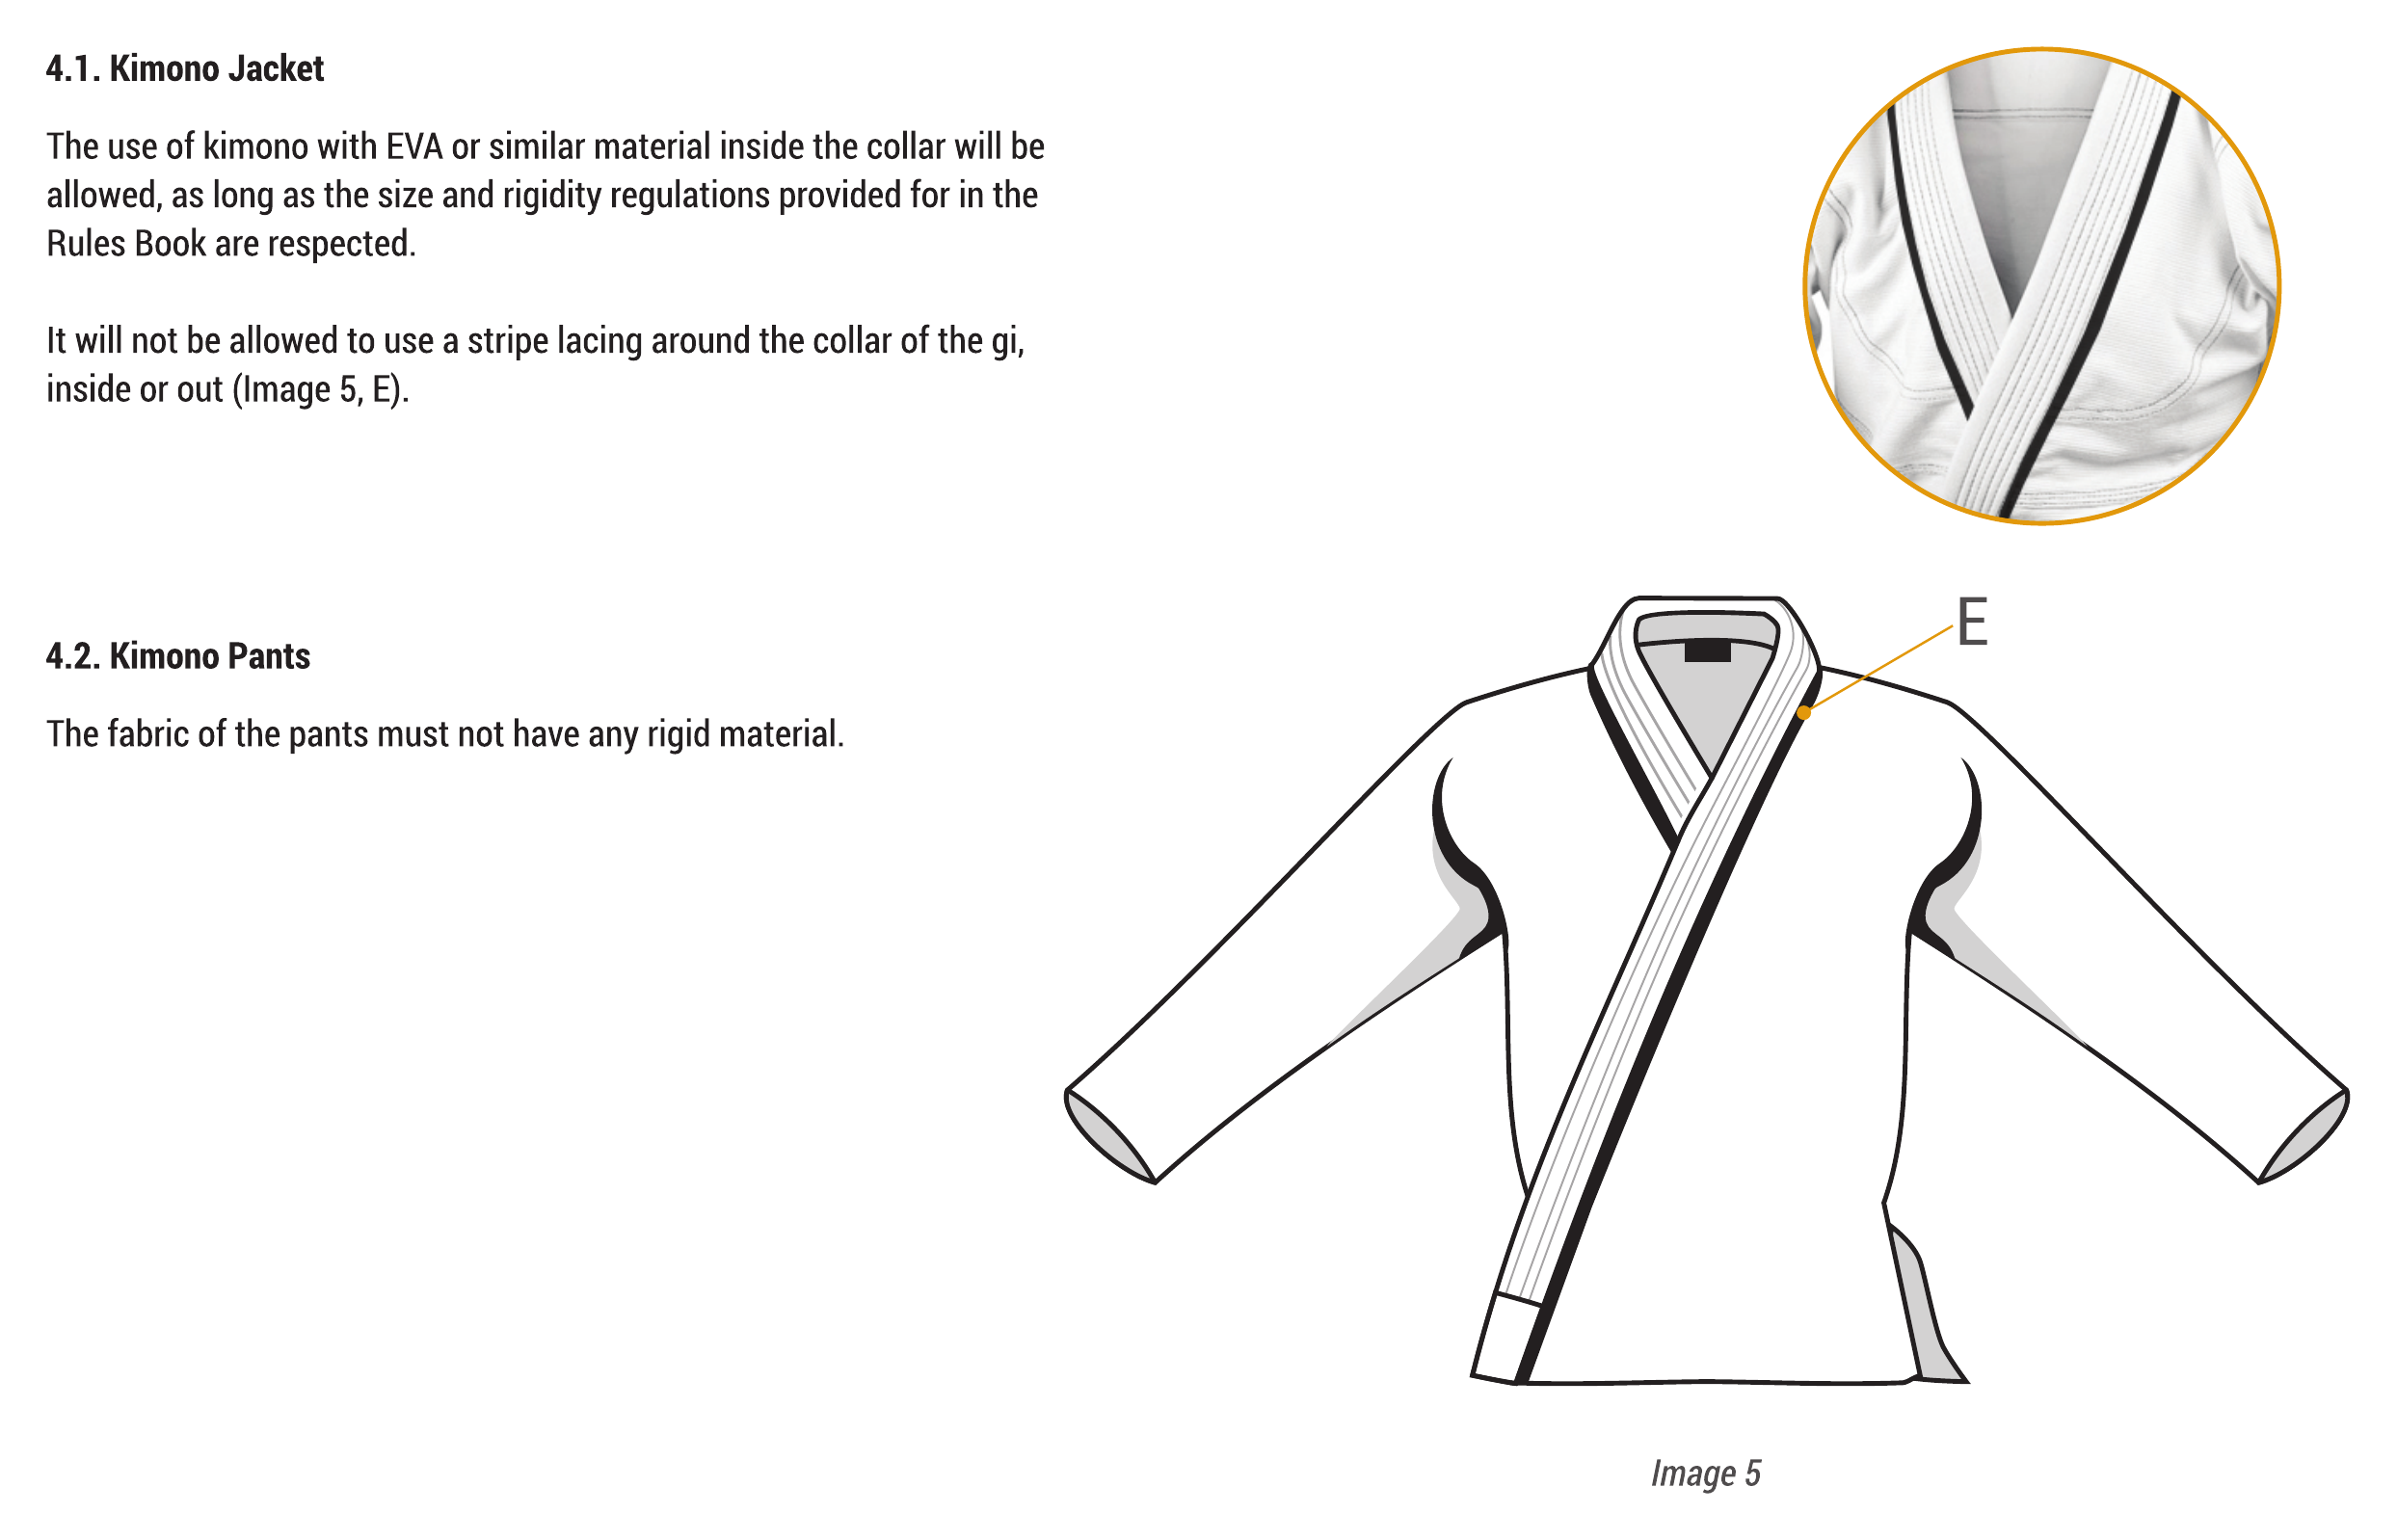 4.1. Kimono Jacket
The use of kimono with EVA or similar material inside the collar will be
allowed, as long as the size and rigidity regulations provided for in the
Rules Book are respected.
It will not be allowed to use a stripe lacing around the collar of the gi,
inside or out (Image 5, E).
4.2. Kimono Pants
The fabric of the pants must not have any rigid material.
E
Image 5